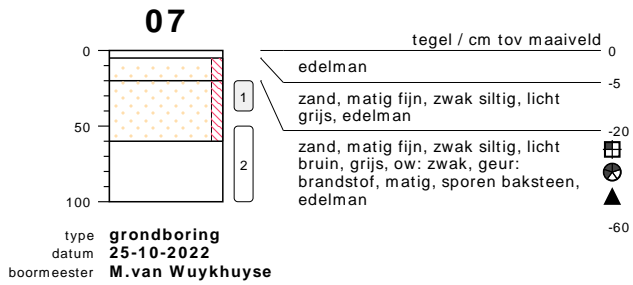 07
tegel / cm tov maaiveld
0
0
edelman
-5
1
zand, matig fijn, zwak siltig, licht
grijs, edelman
50
-20
2
zand, matig fijn, zwak siltig, licht
bruin, grijs, ow: zwak, geur:
brandstof, matig, sporen baksteen,
edelman
100
-60
type grondboring
datum 25-10-2022
boormeester M.van Wuykhuyse